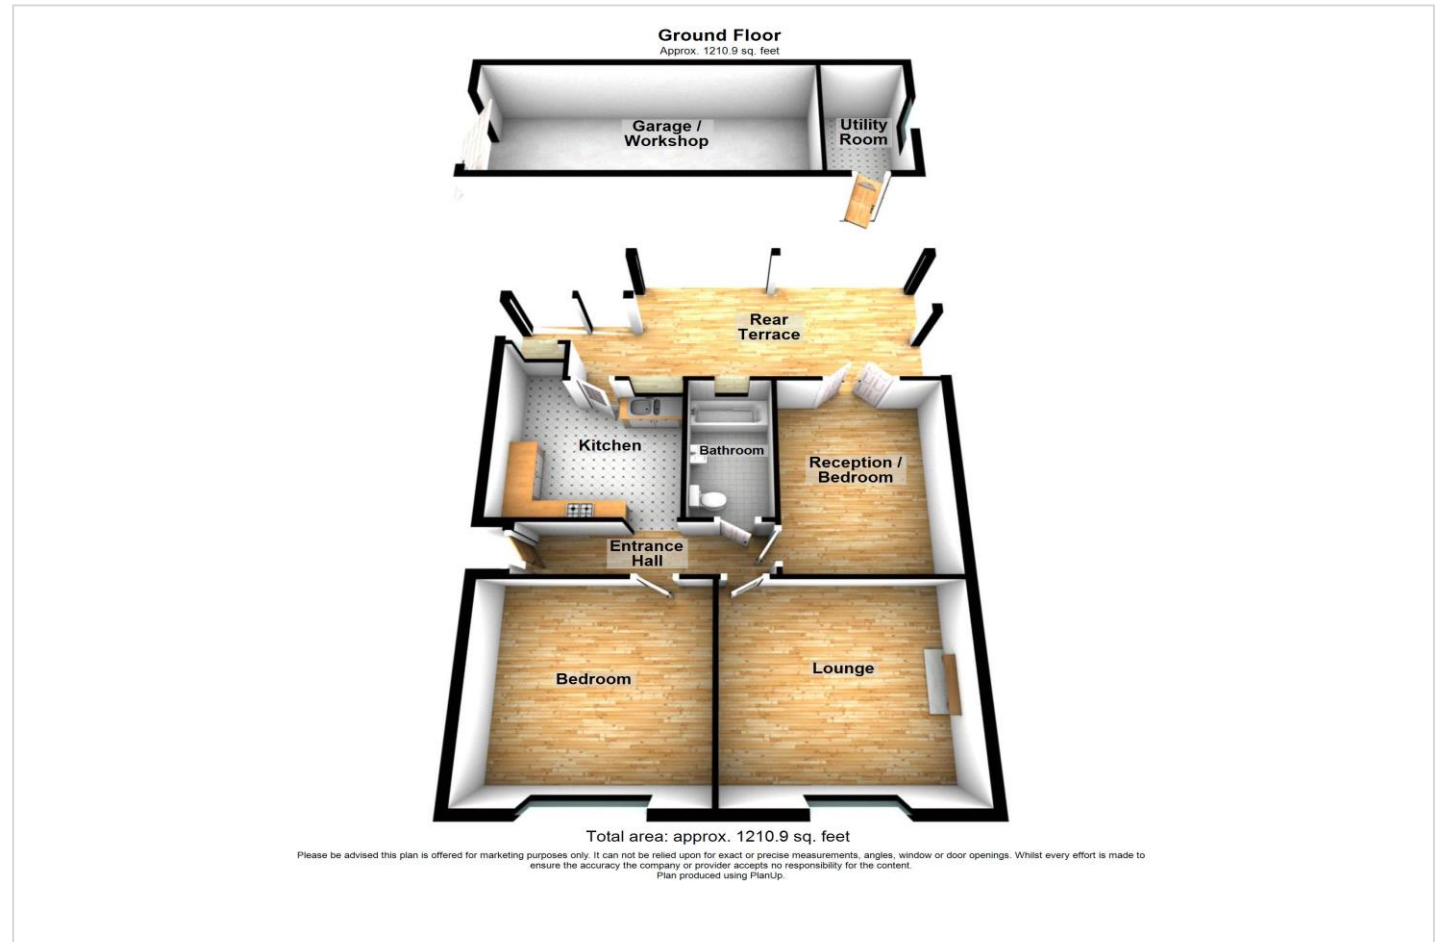 Ground Floor
Approx. 1210.9 sq. feet
Garage /
Workshop
Utility
Room
Rear
Terrace
Kitchen
Bathroom
Reception /
Bedroom
Entrance
Hall
Bedroom
Lounge
Total area: approx. 1210.9 sq. feet
Please be advised this plan is offered for marketing purposes only. It can not be relied upon for exact or precise measurements, angles, window or door openings. Whilst every effort is made to
ensure the accuracy the company or provider accepts no responsibility for the content.
Plan produced using PlanUp.